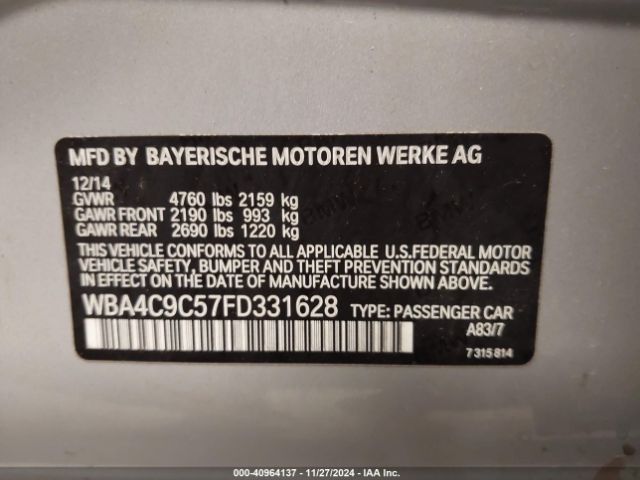 MFD BY BAYERISCHE MOTOREN WERKE AG
12/14
GVWR 4760 lbs 2159 kg
GAWR FRONT 2190 lbs 993 kg
GAWR REAR 2690 lbs 1220 kg
THIS VEHICLE CONFORMS TO ALL APPLICABLE U.S.FEDERAL MOTOR
VEHICLE SAFETY, BUMPER, AND THEFT PREVENTION STANDARDS
IN EFFECT ON THE DATE OF MANUFACTURE SHOWN ABOVE.
WBA4C9C57FD331628 TYPE: PASSENGER CAR
A83/7
7 315 814
000-40964137 - 11/27/2024 - IAA Inc.